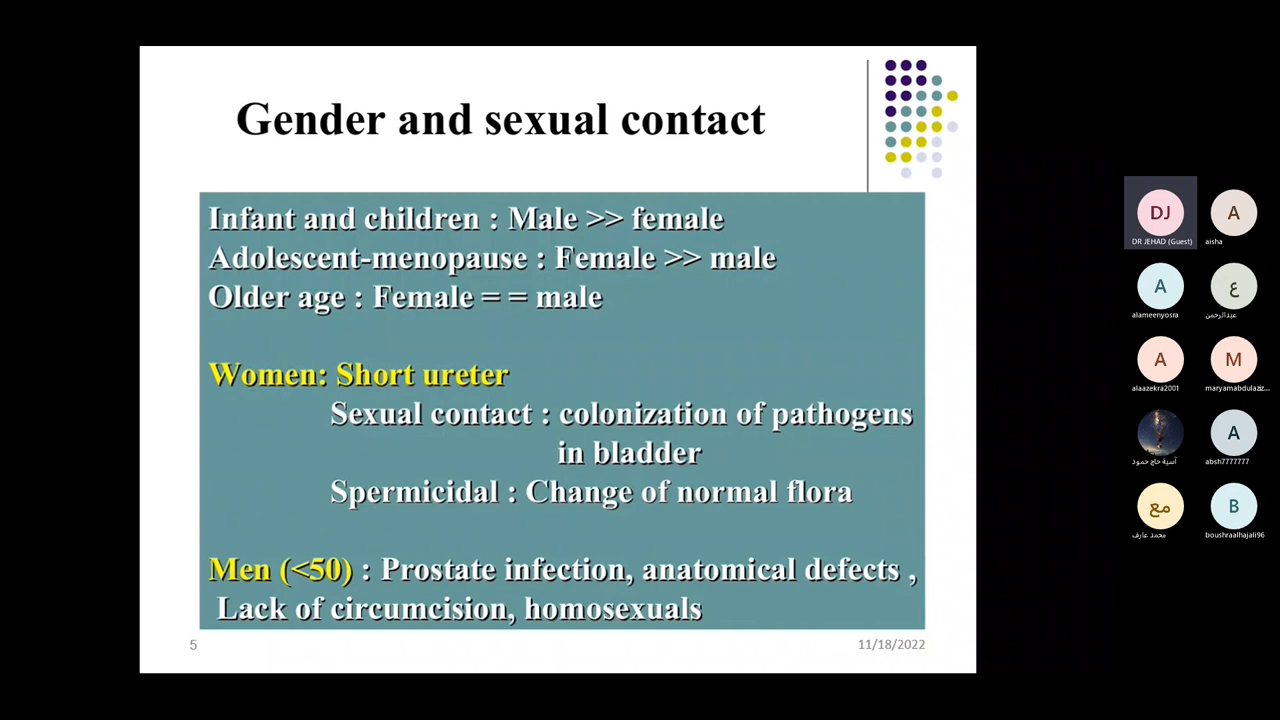 Gender and sexual contact
Infant and children : Male >> female
Adolescent-menopause : Female >> male
Older age : Female = = male
Women: Short ureter
Sexual contact : colonization of pathogens
in bladder
Spermicidal : Change of normal flora
Men (<50) : Prostate infection, anatomical defects ,
Lack of circumcision, homosexuals
5
11/18/2022
DJ
DR JEHAD (Guest)
A
aisha
A
alameenyosra
ع
عبدالرحمن
A
alaazekra2001
M
maryamabdulaziz...
آسية حاج حمود
A
absh7777777
مع
محمد عارف
B
boushraalhajali96